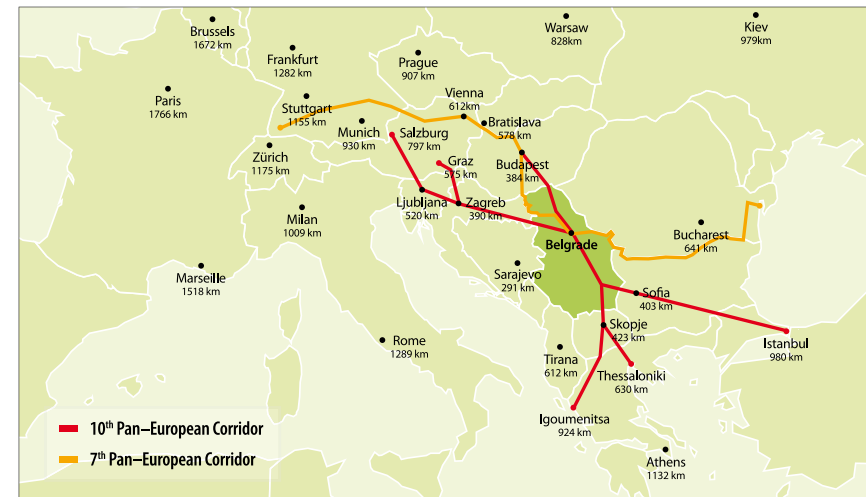 Brussels
1672 km
Warsaw
828km
Kiev
979km
Frankfurt
1282 km
Prague
907 km
Paris
1766 km
Stuttgart
1155 km
Vienna
612km
Munich
930 km
Salzburg
797 km
Bratislava
578 km
Zürich
1175 km
Graz
575 km
Budapest
384 km
Milan
1009 km
Ljubljana
520 km
Zagreb
390 km
Belgrade
Bucharest
641 km
Marseille
1518 km
Sarajevo
291 km
Sofia
403 km
Rome
1289 km
Skopje
423 km
Istanbul
980 km
Tirana
612 km
Thessaloniki
630 km
Igoumenitsa
924 km
Athens
1132 km
10th Pan–European Corridor
7th Pan–European Corridor